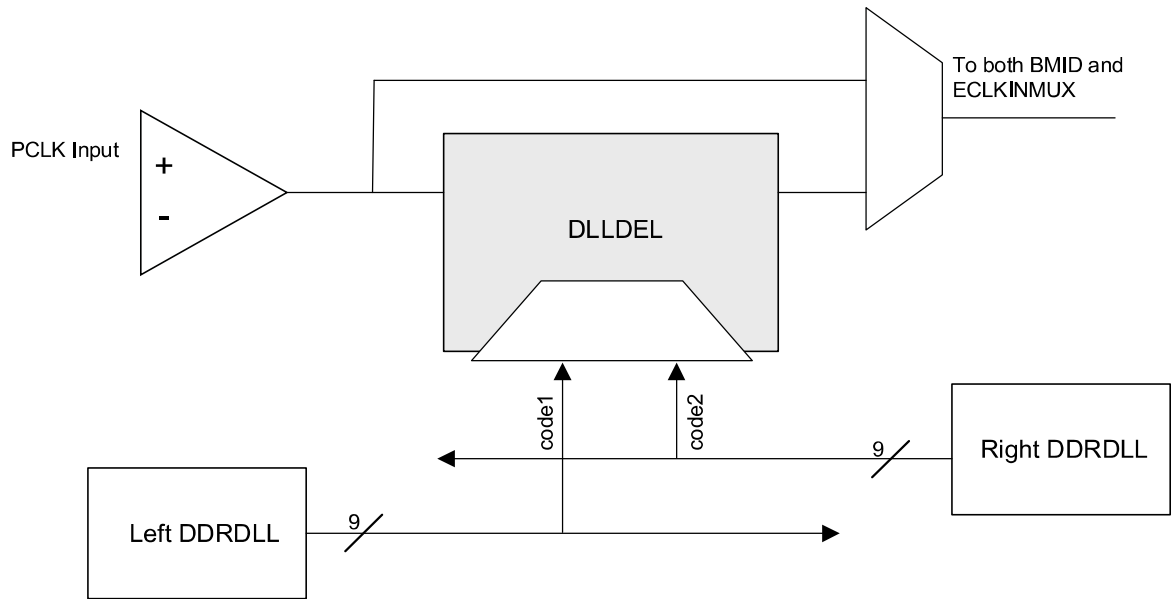 To both BMID and
ECLKINMUX
PCLK Input
+
-
DLLDEL
code1
code2
9
Right DDRDLL
9
Left DDRDLL